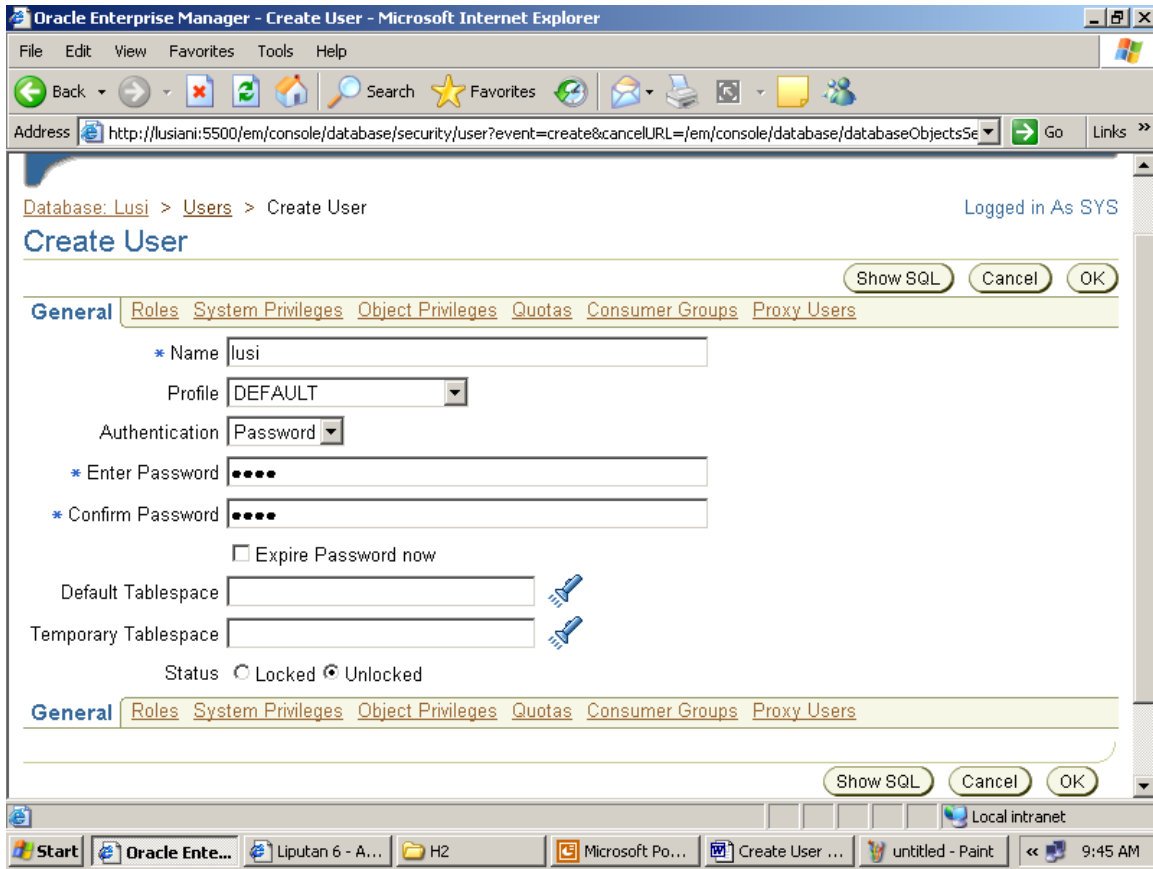 Oracle Enterprise Manager - Create User - Microsoft Internet Explorer
File Edit View Favorites Tools Help
Back Search Favorites
Address http://lusiani:5500/em/console/database/security/user?event=create&cancelURL=/em/console/database/databaseObjectsSe Go Links »
Database: Lusi > Users > Create User Logged in As SYS
Create User
Show SQL Cancel OK
General Roles System Privileges Object Privileges Quotas Consumer Groups Proxy Users
* Name lusi
Profile DEFAULT
Authentication Password
* Enter Password ••••
* Confirm Password ••••
Expire Password now
Default Tablespace
Temporary Tablespace
Status Locked Unlocked
General Roles System Privileges Object Privileges Quotas Consumer Groups Proxy Users
Show SQL Cancel OK
Local intranet
Start Oracle Ente... Liputan 6 - A... H2 Microsoft Po... Create User ... untitled - Paint « 9:45 AM